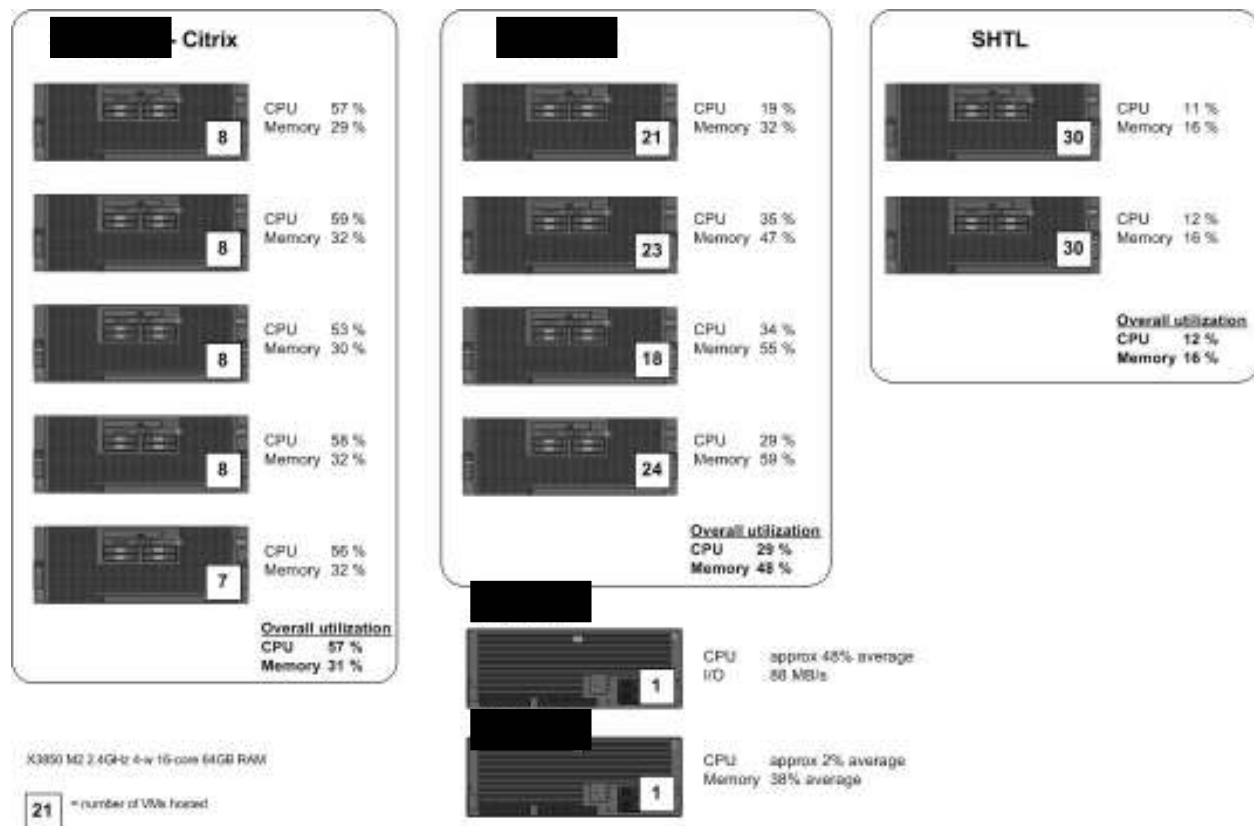 - Citrix
CPU 57 %
Memory 29 %
8
CPU 59 %
Memory 32 %
8
CPU 53 %
Memory 30 %
8
CPU 58 %
Memory 32 %
8
CPU 56 %
Memory 32 %
7
Overall utilization
CPU 57 %
Memory 31 %
CPU 19 %
Memory 32 %
21
CPU 35 %
Memory 47 %
23
CPU 34 %
Memory 55 %
18
CPU 29 %
Memory 59 %
24
Overall utilization
CPU 29 %
Memory 48 %
SHTL
CPU 11 %
Memory 16 %
30
CPU 12 %
Memory 16 %
30
Overall utilization
CPU 12 %
Memory 16 %
CPU approx 48% average
I/O 88 MB/s
1
CPU approx 2% average
Memory 38% average
1
X3850 M2 2.4GHz 4-w 16-core 64GB RAM
21 = number of VMs hosted